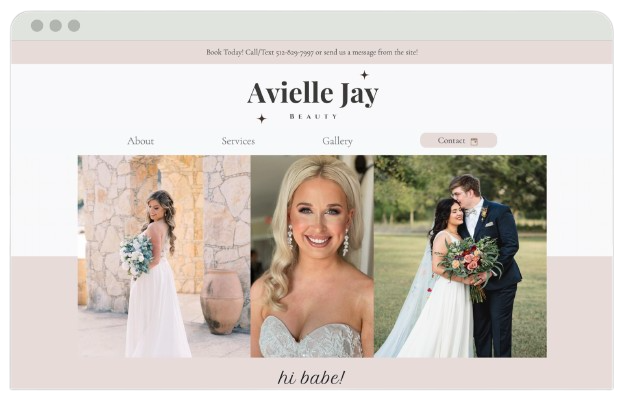 Book Today! Call/Text 512-829-7997 or send us a message from the site!
Avielle Jay
BEAUTY
About Services Gallery Contact
hi babe!